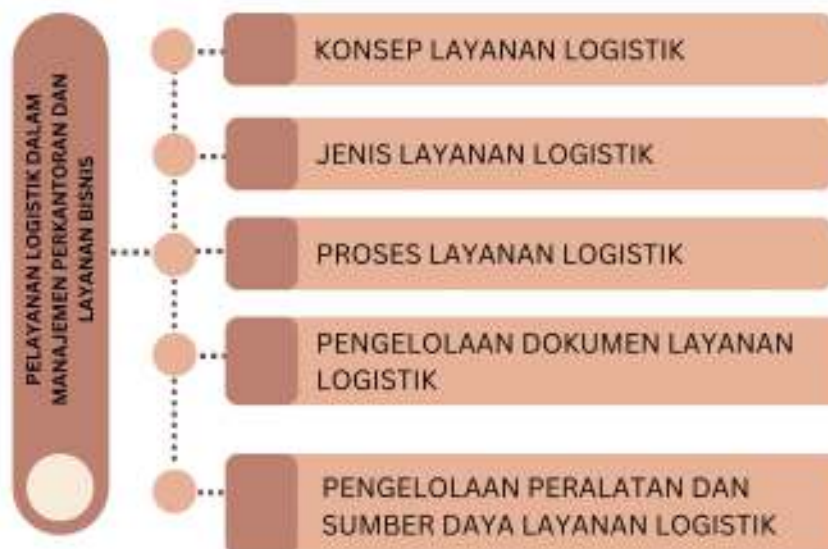 PELAYANAN LOGISTIK DALAM
MANAJEMEN PERKANTORAN DAN
LAYANAN BISNIS
KONSEP LAYANAN LOGISTIK
JENIS LAYANAN LOGISTIK
PROSES LAYANAN LOGISTIK
PENGELOLAAN DOKUMEN LAYANAN
LOGISTIK
PENGELOLAAN PERALATAN DAN
SUMBER DAYA LAYANAN LOGISTIK